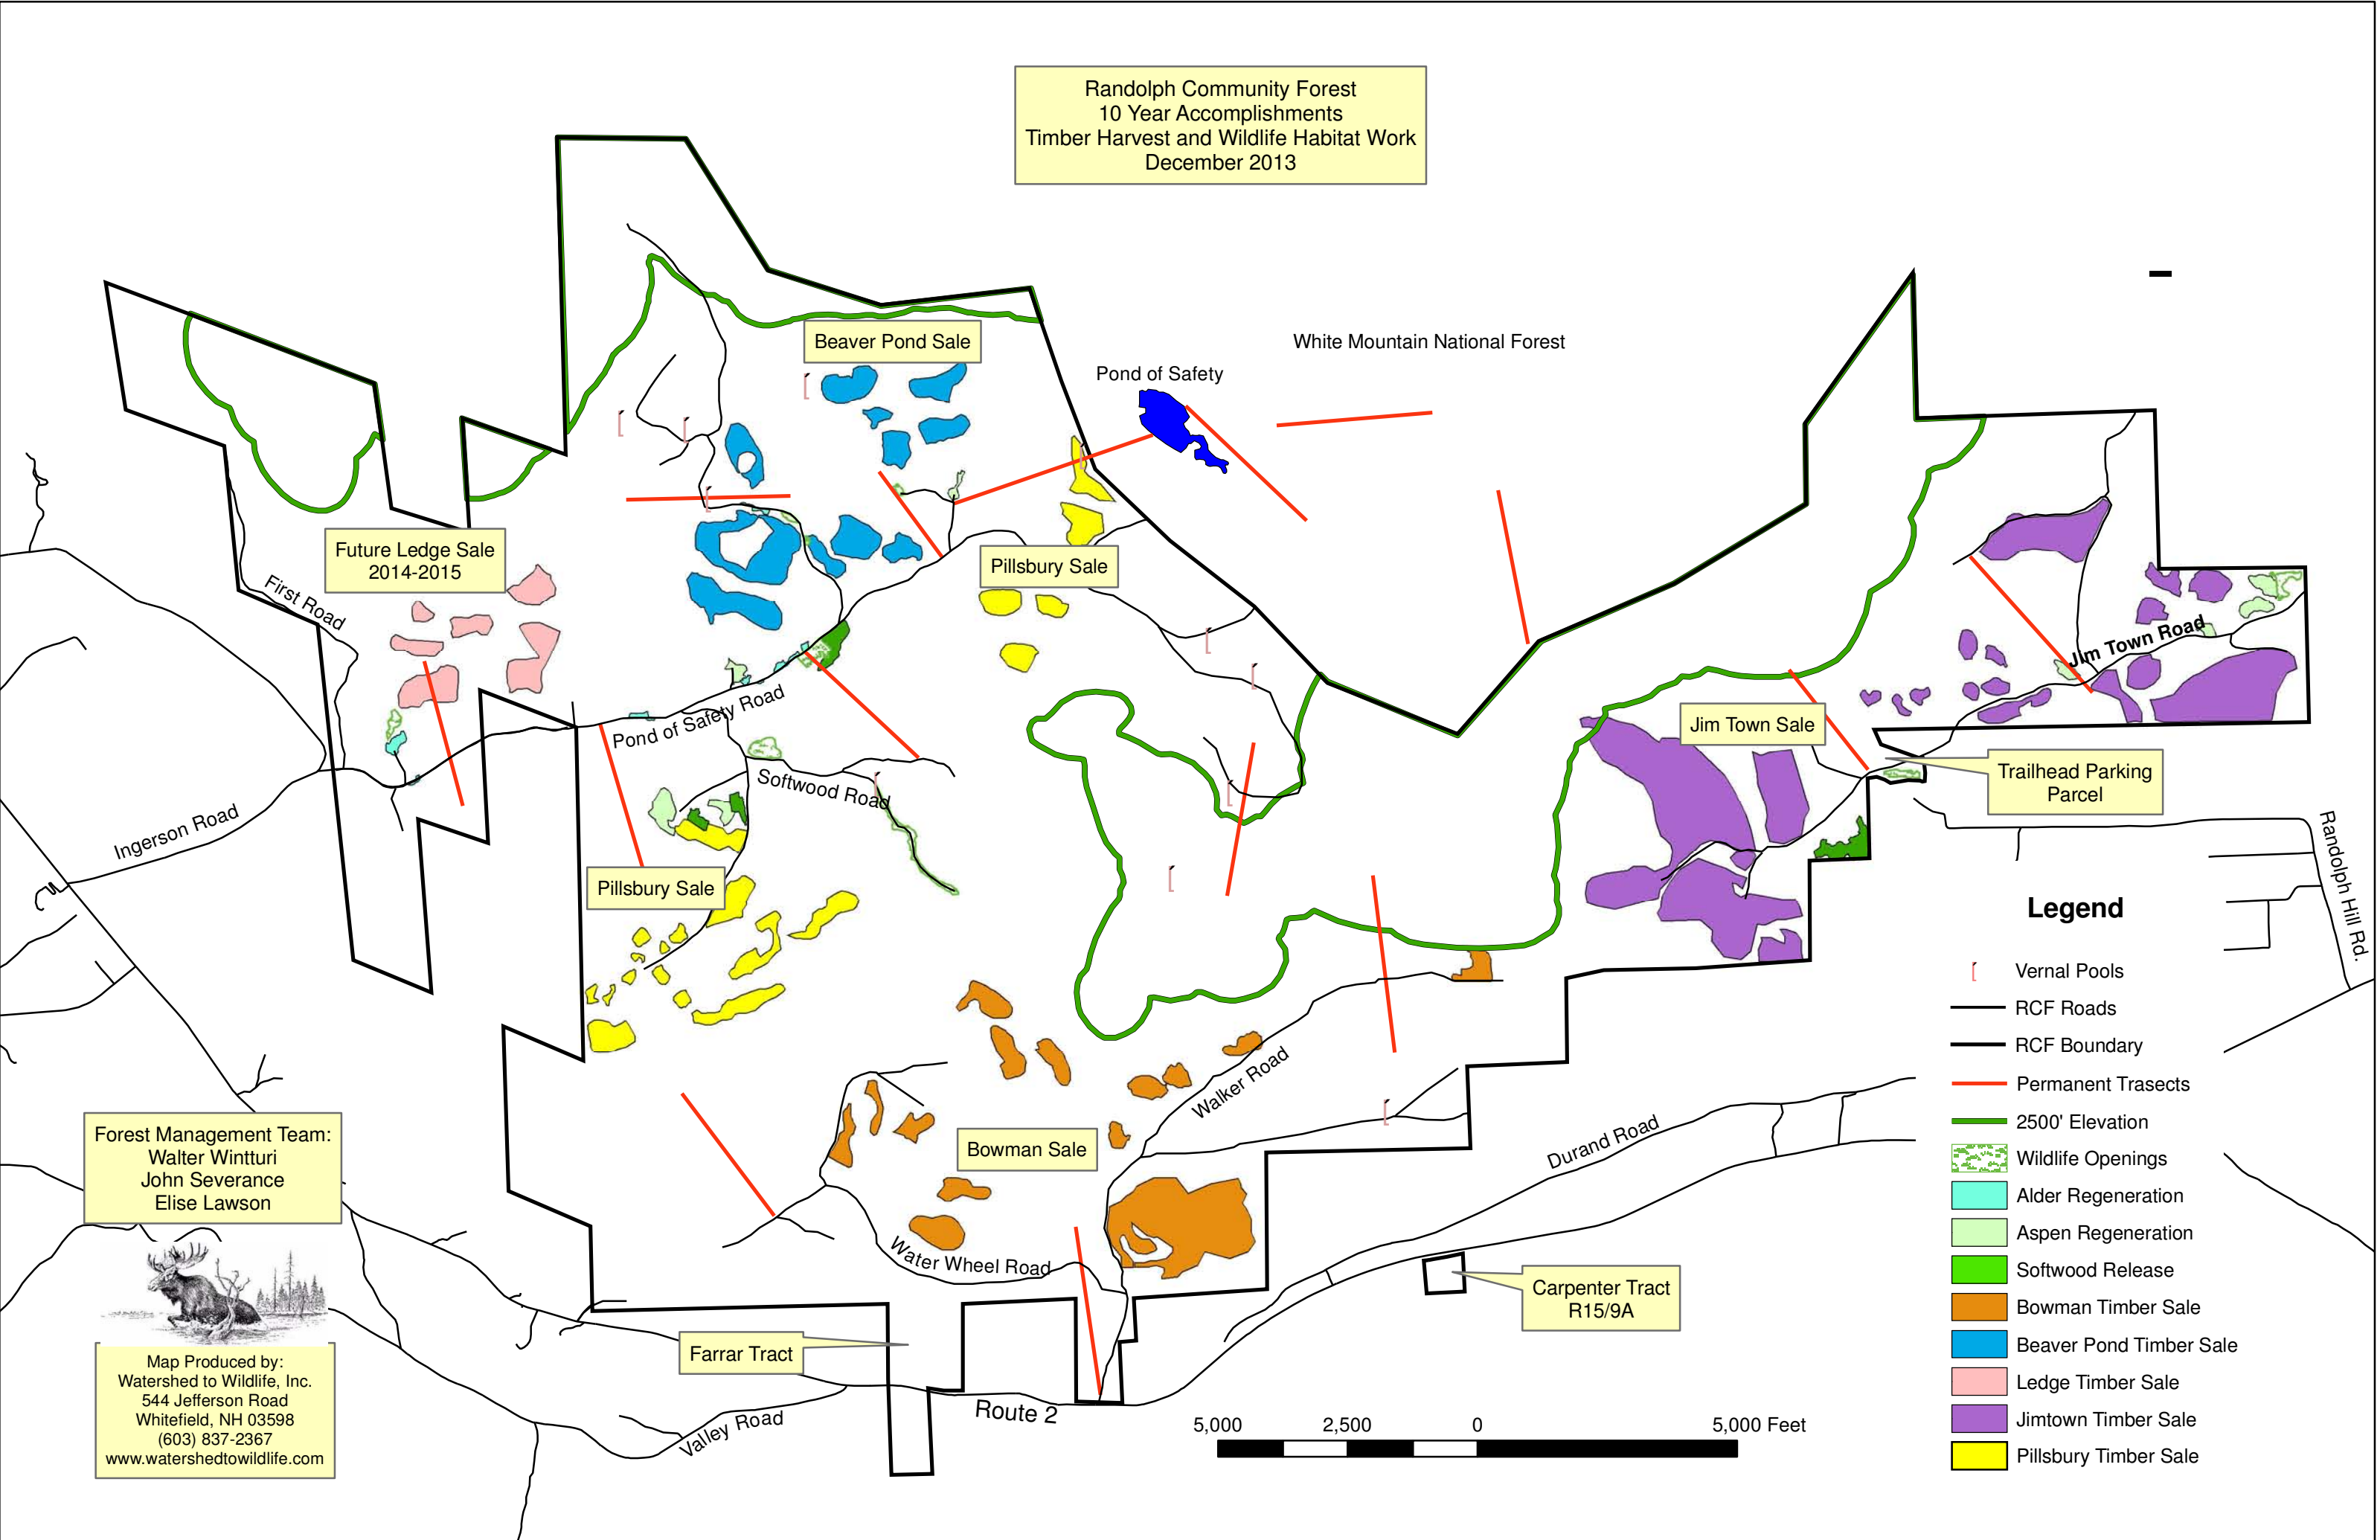 Randolph Community Forest
10 Year Accomplishments
Timber Harvest and Wildlife Habitat Work
December 2013
Beaver Pond Sale
White Mountain National Forest
Pond of Safety
Future Ledge Sale
2014-2015
Pillsbury Sale
First Road
Jim Town Road
Pond of Safety Road
Jim Town Sale
Trailhead Parking
Parcel
Softwood Road
Ingerson Road
Randolph Hill Rd.
Pillsbury Sale
Walker Road
Bowman Sale
Durand Road
Water Wheel Road
Carpenter Tract
R15/9A
Farrar Tract
Route 2
Valley Road
Forest Management Team:
Walter Wintturi
John Severance
Elise Lawson
Map Produced by:
Watershed to Wildlife, Inc.
544 Jefferson Road
Whitefield, NH 03598
(603) 837-2367
www.watershedtowildlife.com
5,000 2,500 0 5,000 Feet
Legend
Vernal Pools
RCF Roads
RCF Boundary
Permanent Trasects
2500' Elevation
Wildlife Openings
Alder Regeneration
Aspen Regeneration
Softwood Release
Bowman Timber Sale
Beaver Pond Timber Sale
Ledge Timber Sale
Jimtown Timber Sale
Pillsbury Timber Sale